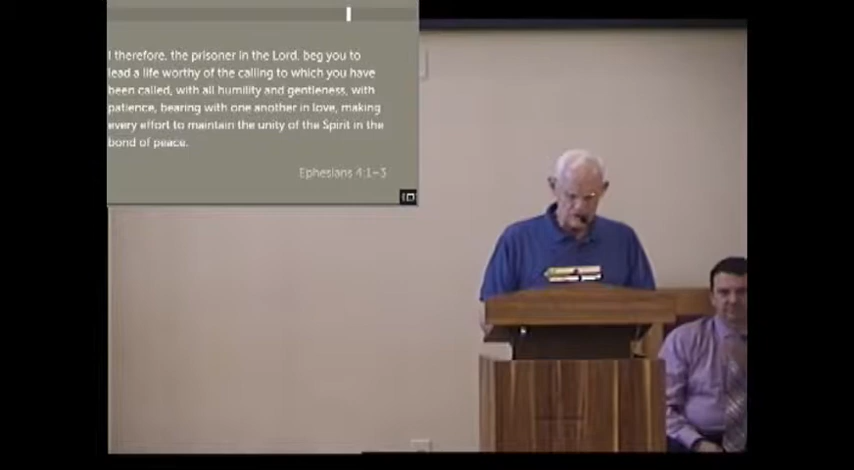 I therefore, the prisoner in the Lord, beg you to
lead a life worthy of the calling to which you have
been called, with all humility and gentleness, with
patience, bearing with one another in love, making
every effort to maintain the unity of the Spirit in the
bond of peace.
Ephesians 4:1–3